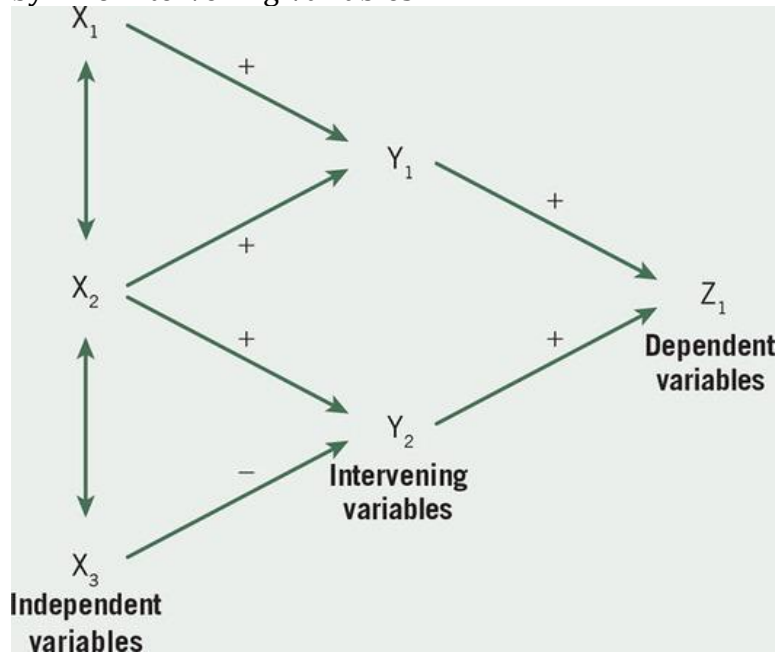 X₁
+
Y₁
+
+
X₂
Z₁
+
+
Dependent
variables
Y₂
−
Intervening
variables
X₃
Independent
variables